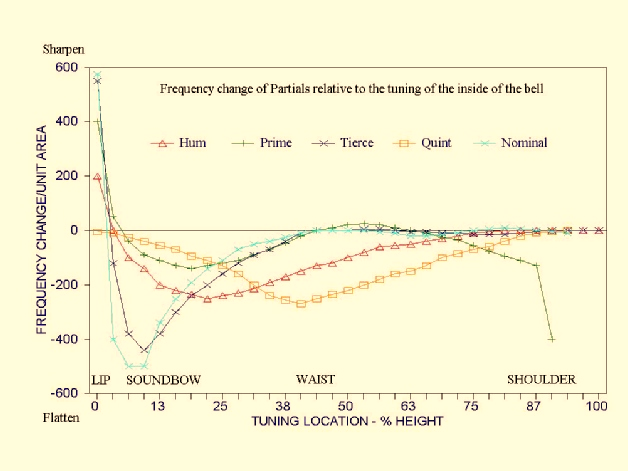 Sharpen
600
Frequency change of Partials relative to the tuning of the inside of the bell
400
Hum Prime Tierce Quint Nominal
200
0
-200
-400
-600
FREQUENCY CHANGE/UNIT AREA
LIP SOUNDBOW WAIST SHOULDER
0 13 25 38 50 63 75 87 100
Flatten
TUNING LOCATION - % HEIGHT